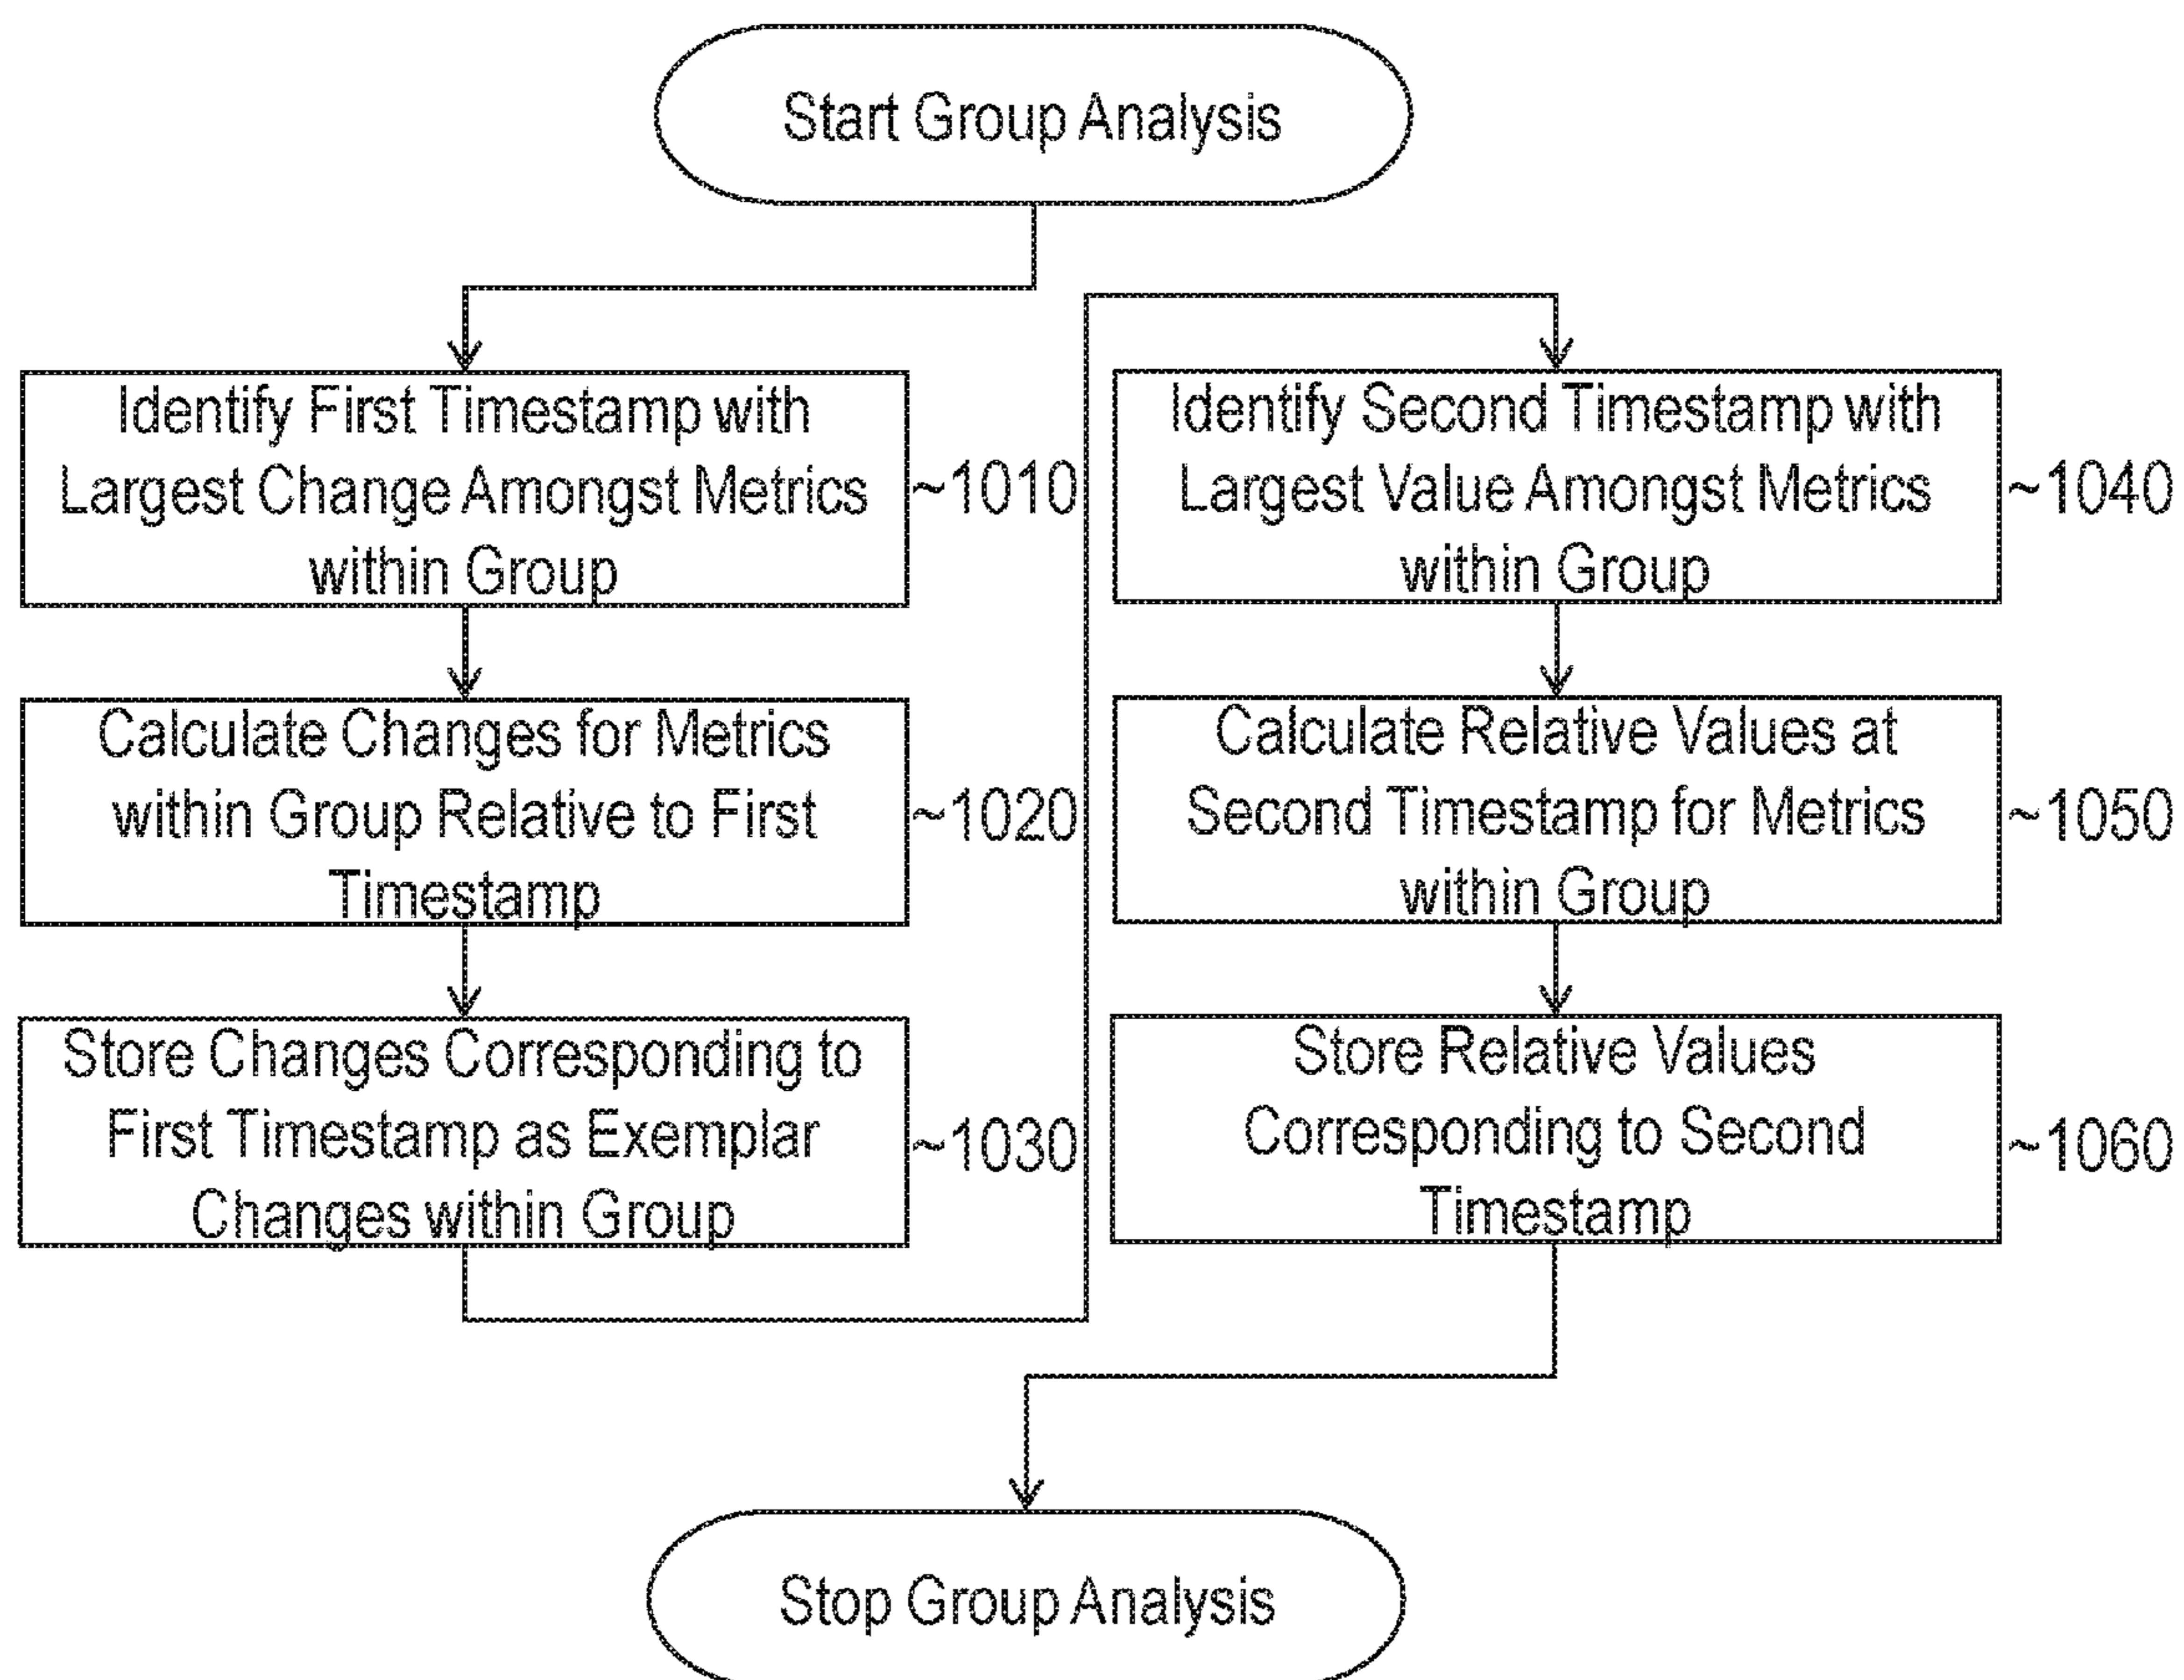 Start Group Analysis
Identify First Timestamp with
Largest Change Amongst Metrics
within Group
~1010
Calculate Changes for Metrics
within Group Relative to First
Timestamp
~1020
Store Changes Corresponding to
First Timestamp as Exemplar
Changes within Group
~1030
Identify Second Timestamp with
Largest Value Amongst Metrics
within Group
~1040
Calculate Relative Values at
Second Timestamp for Metrics
within Group
~1050
Store Relative Values
Corresponding to Second
Timestamp
~1060
Stop Group Analysis